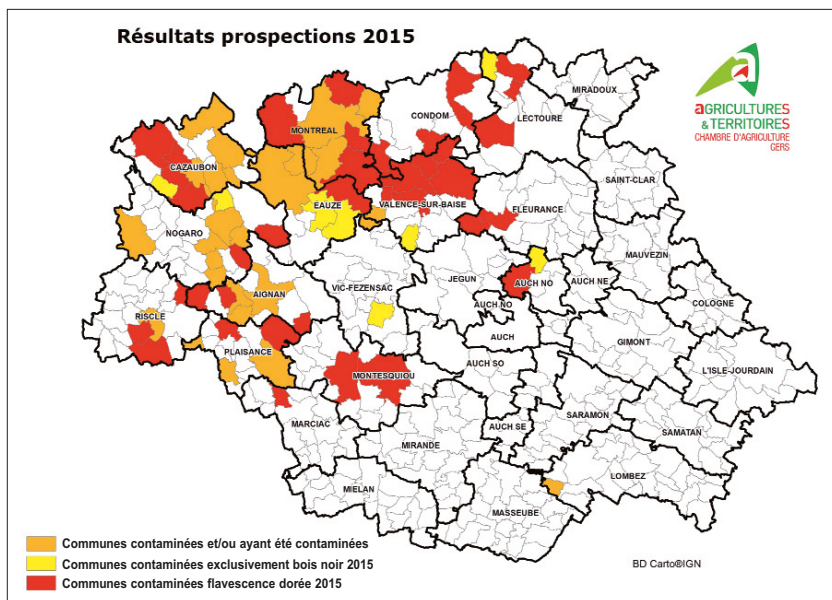 Résultats prospections 2015
aGRICULTURES
& TERRITOIRES
CHAMBRE D'AGRICULTURE
GERS
MIRADOUX
CONDOM
LECTOURE
MONTREAL
CAZAUBON
SAINT-CLAR
EAUZE
VALENCE-SUR-BAISE
FLEURANCE
NOGARO
MAUVEZIN
JEGUN
AUCH NO
AUCH NE
VIC-FEZENSAC
AIGNAN
COLOGNE
AUCH NO
RISCLE
AUCH
GIMONT
PLAISANCE
AUCH SO
L'ISLE-JOURDAIN
MONTESQUIOU
SARAMON
MARCIAC
AUCH SE
SAMATAN
MIRANDE
LOMBEZ
MIELAN
MASSEUBE
Communes contaminées et/ou ayant été contaminées
Communes contaminées exclusivement bois noir 2015
Communes contaminées flavescence dorée 2015
BD Carto®IGN